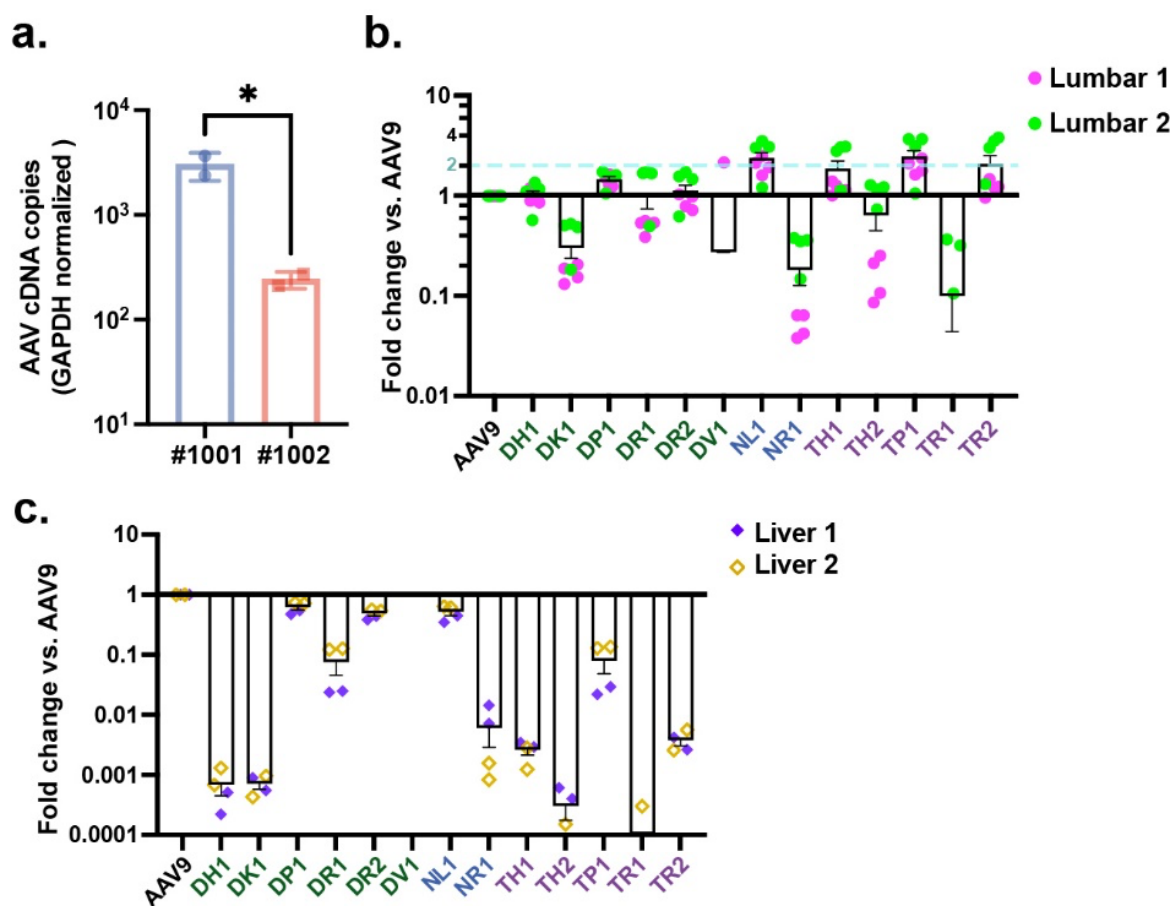 a.
*
10⁴
10³
10²
10¹
AAV cDNA copies
(GAPDH normalized )
#1001
#1002
b.
Lumbar 1
Lumbar 2
10
4
2
1
0.1
0.01
Fold change vs. AAV9
AAV9
DH1
DK1
DP1
DR1
DR2
DV1
NL1
NR1
TH1
TH2
TP1
TR1
TR2
c.
Liver 1
Liver 2
10
1
0.1
0.01
0.001
0.0001
Fold change vs. AAV9
AAV9
DH1
DK1
DP1
DR1
DR2
DV1
NL1
NR1
TH1
TH2
TP1
TR1
TR2